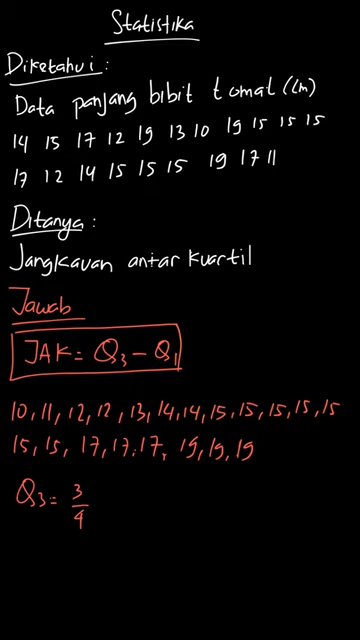 Statistika
Diketahui:
Data panjang bibit tomat (cm)
14 15 17 12 19 13 10 19 15 15 15
17 12 14 15 15 15 19 17 11
Ditanya:
Jangkauan antar kuartil
Jawab
JAK = Q3 - Q1
10, 11, 12, 12, 13, 14, 14, 15, 15, 15, 15, 15
15, 15, 17, 17, 17, 19, 19, 19
Q3 = 3/4